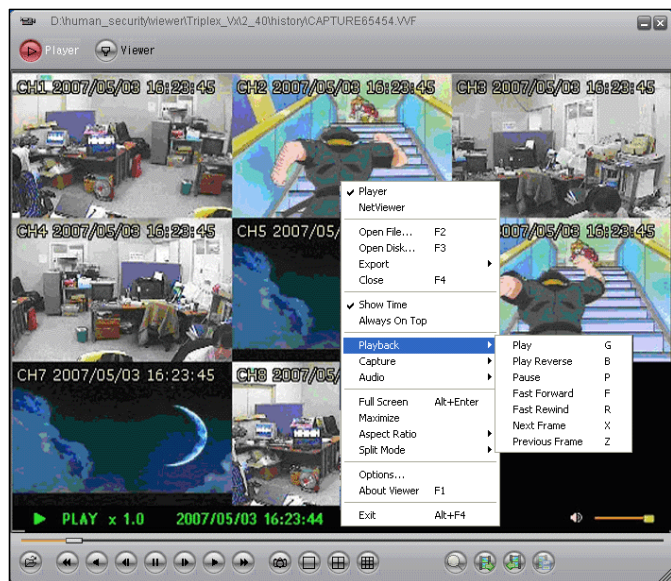 D:\human_security\viewer\Triplex_Vx\2_40\history\CAPTURE65454.VVF
Player
Viewer
CH1 2007/05/03 16:23:45
CH2 2007/05/03 16:23:45
CH3 2007/05/03 16:23:45
CH4 2007/05/03 16:23:45
CH5 2007/05/
2007/05/03 16:23:45
CH7 2007/05/03 16:23:45
CH8 2007/05/
Player
NetViewer
Open File... F2
Open Disk... F3
Export
Close F4
Show Time
Always On Top
Playback
Capture
Audio
Full Screen Alt+Enter
Maximize
Aspect Ratio
Split Mode
Options...
About Viewer F1
Exit Alt+F4
Play G
Play Reverse B
Pause P
Fast Forward F
Fast Rewind R
Next Frame X
Previous Frame Z
PLAY x 1.0
2007/05/03 16:23:44